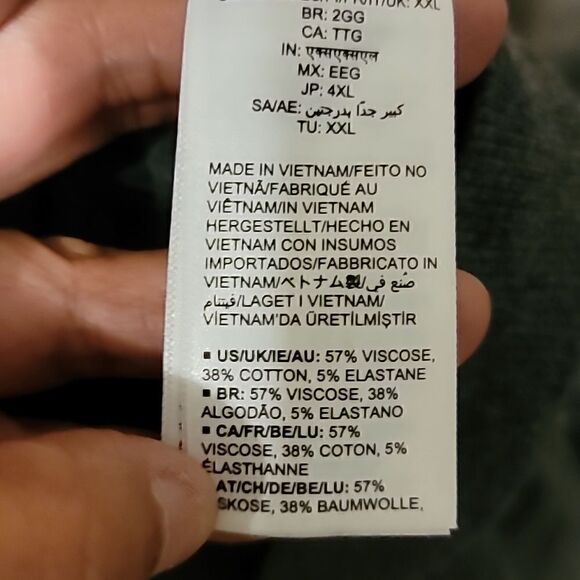 XXL
BR: 2GG
CA: TTG
IN: एक्सएक्सएल
MX: EEG
JP: 4XL
SA/AE: كبير جدًا بدرجتين
TU: XXL
MADE IN VIETNAM/FEITO NO
VIETNÃ/FABRIQUÉ AU
VIÊTNAM/IN VIETNAM
HERGESTELLT/HECHO EN
VIETNAM CON INSUMOS
IMPORTADOS/FABBRICATO IN
VIETNAM/ベトナム製/صُنع في
فيتنام/LAGET I VIETNAM/
VİETNAM'DA ÜRETİLMİŞTİR
▪ US/UK/IE/AU: 57% VISCOSE,
38% COTTON, 5% ELASTANE
▪ BR: 57% VISCOSE, 38%
ALGODÃO, 5% ELASTANO
▪ CA/FR/BE/LU: 57%
VISCOSE, 38% COTON, 5%
ÉLASTHANNE
AT/CH/DE/BE/LU: 57%
SKOSE, 38% BAUMWOLLE,